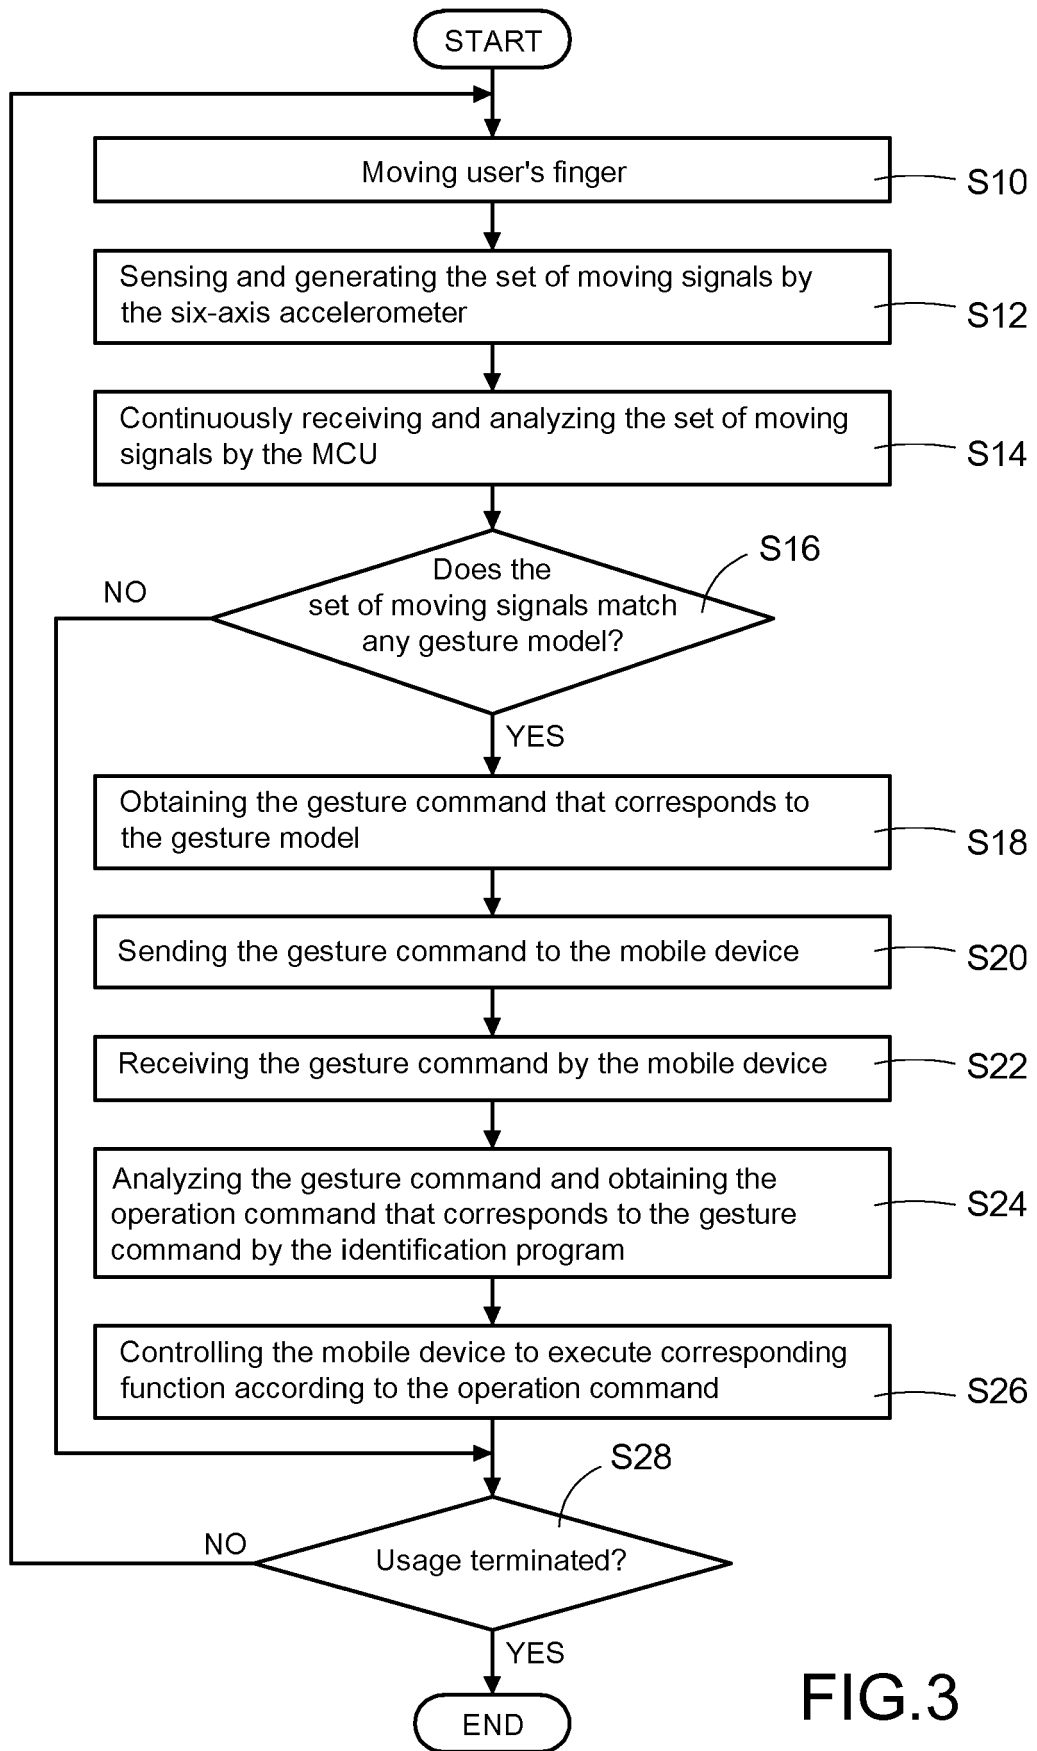 START
Moving user's finger
S10
Sensing and generating the set of moving signals by
the six-axis accelerometer
S12
Continuously receiving and analyzing the set of moving
signals by the MCU
S14
S16
Does the
set of moving signals match
any gesture model?
NO
YES
Obtaining the gesture command that corresponds to
the gesture model
S18
Sending the gesture command to the mobile device
S20
Receiving the gesture command by the mobile device
S22
Analyzing the gesture command and obtaining the
operation command that corresponds to the gesture
command by the identification program
S24
Controlling the mobile device to execute corresponding
function according to the operation command
S26
S28
NO
Usage terminated?
YES
END
FIG.3